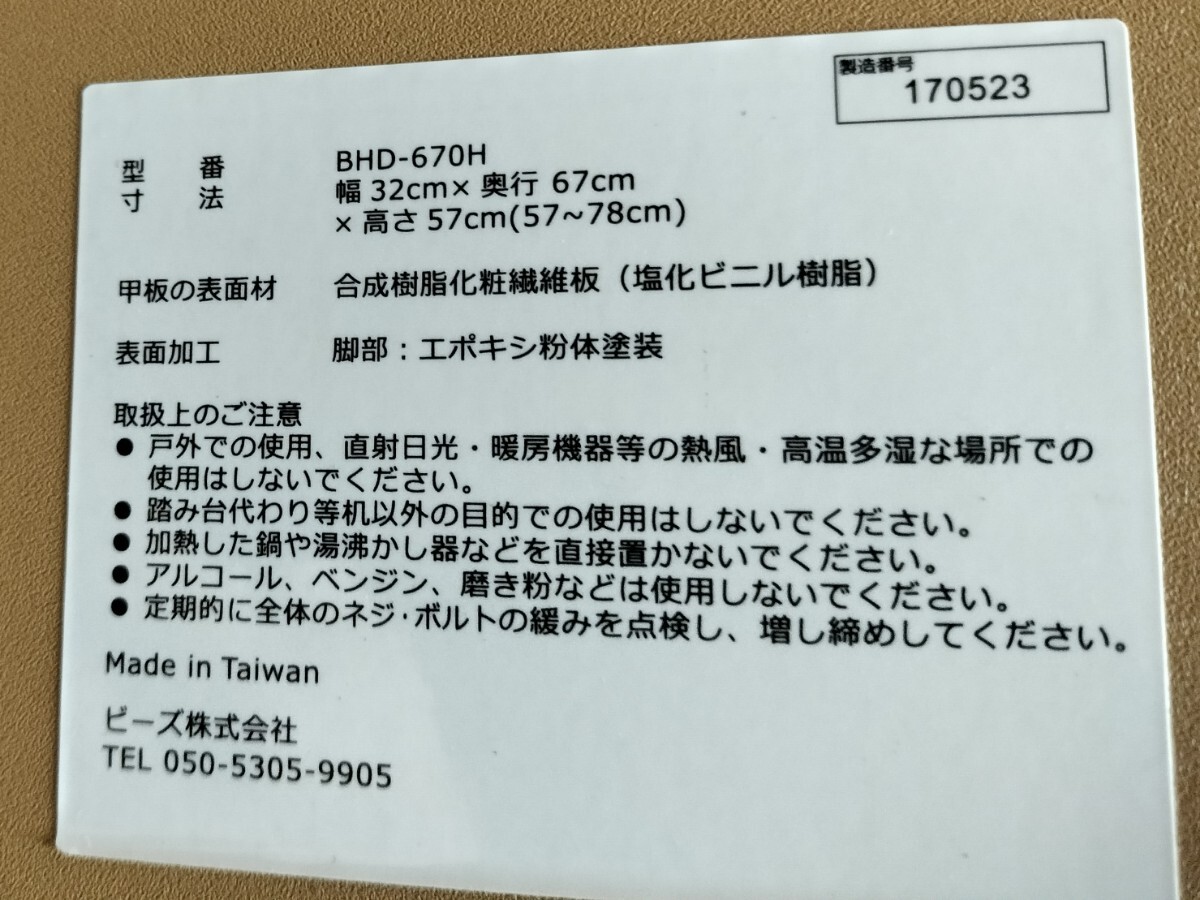 製造番号
170523
型 番 BHD-670H
寸 法 幅 32cm× 奥行 67cm
× 高さ 57cm(57~78cm)
甲板の表面材 合成樹脂化粧繊維板（塩化ビニル樹脂）
表面加工 脚部：エポキシ粉体塗装
取扱上のご注意
● 戸外での使用、直射日光・暖房機器等の熱風・高温多湿な場所での
使用はしないでください。
● 踏み台代わり等机以外の目的での使用はしないでください。
● 加熱した鍋や湯沸かし器などを直接置かないでください。
● アルコール、ベンジン、磨き粉などは使用しないでください。
● 定期的に全体のネジ・ボルトの緩みを点検し、増し締めしてください。
Made in Taiwan
ビーズ株式会社
TEL 050-5305-9905